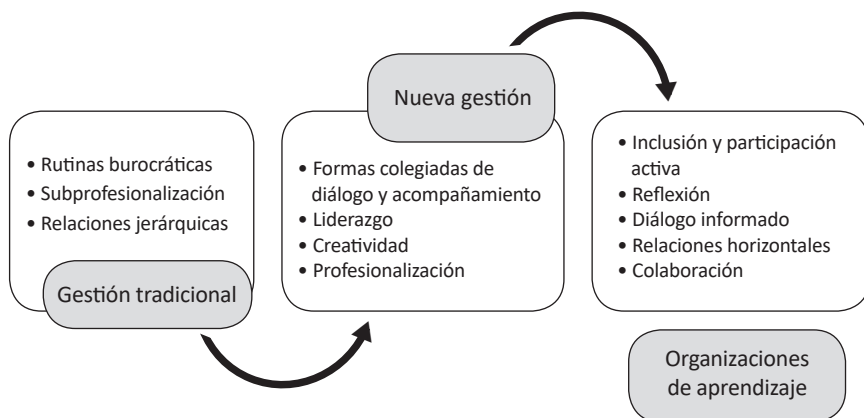 • Rutinas burocráticas
• Subprofesionalización
• Relaciones jerárquicas
Gestión tradicional
Nueva gestión
• Formas colegiadas de
diálogo y acompañamiento
• Liderazgo
• Creatividad
• Profesionalización
• Inclusión y participación
activa
• Reflexión
• Diálogo informado
• Relaciones horizontales
• Colaboración
Organizaciones
de aprendizaje